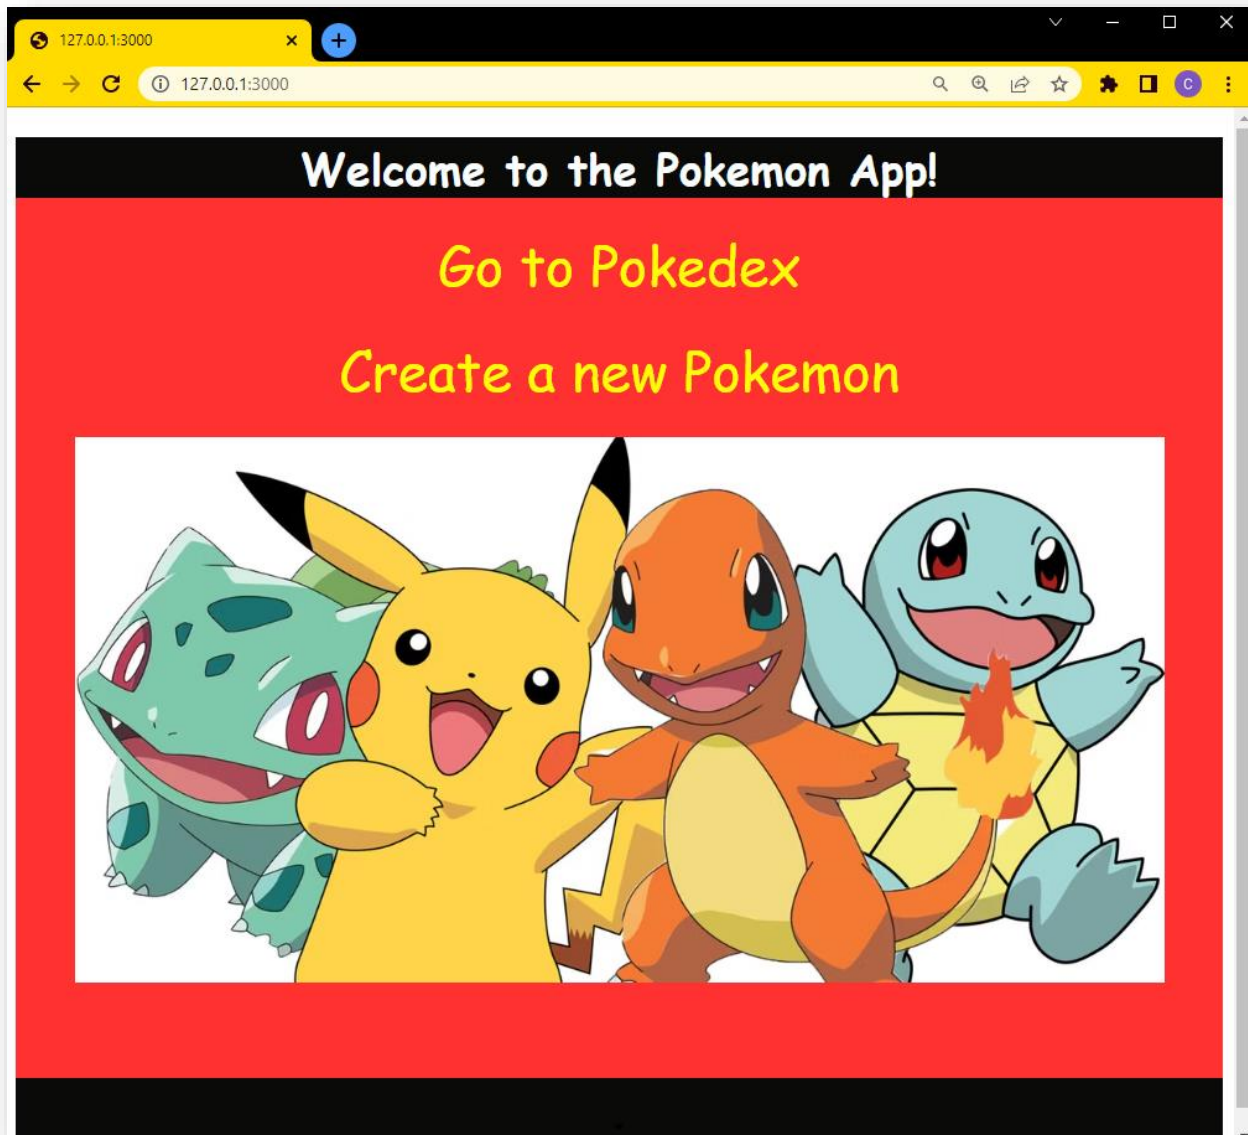 127.0.0.1:3000
127.0.0.1:3000
C
Welcome to the Pokemon App!
Go to Pokedex
Create a new Pokemon